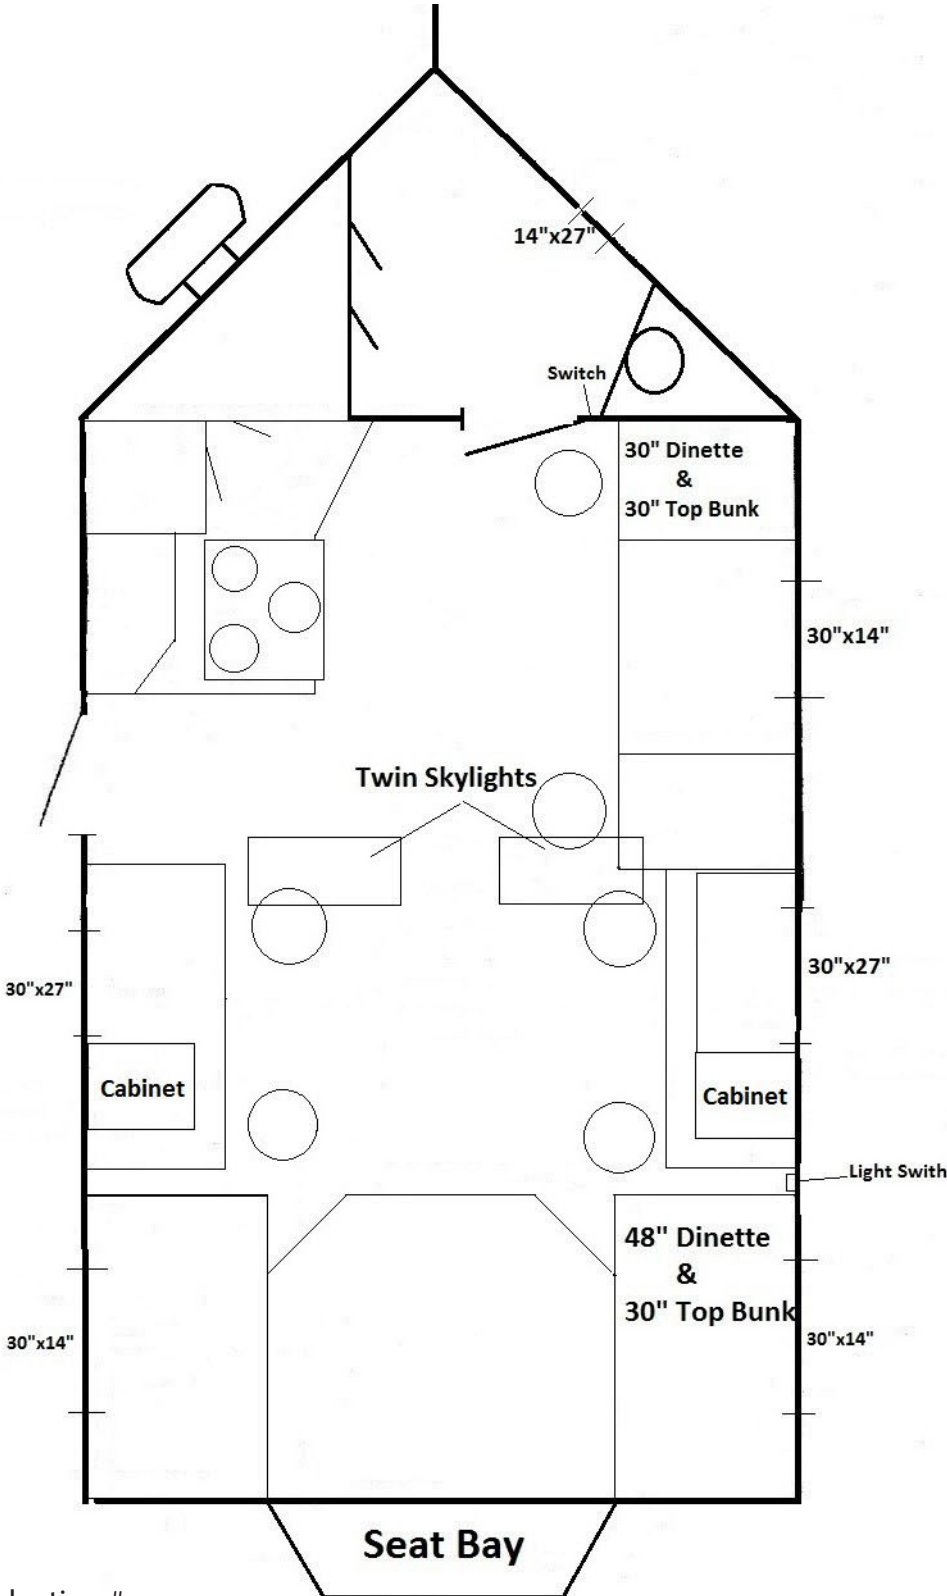 14"x27"
Switch
30" Dinette
&
30" Top Bunk
30"x14"
Twin Skylights
30"x27"
30"x27"
Cabinet
Cabinet
Light Swith
48" Dinette
&
30" Top Bunk
30"x14"
30"x14"
Seat Bay